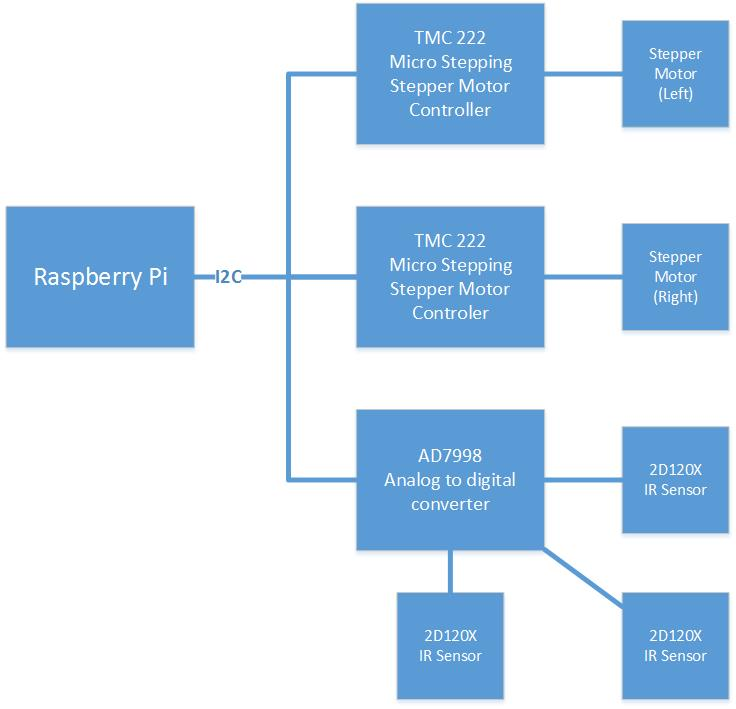 TMC 222
Micro Stepping
Stepper Motor
Controller
Stepper
Motor
(Left)
Raspberry Pi
I2C
TMC 222
Micro Stepping
Stepper Motor
Controler
Stepper
Motor
(Right)
AD7998
Analog to digital
converter
2D120X
IR Sensor
2D120X
IR Sensor
2D120X
IR Sensor